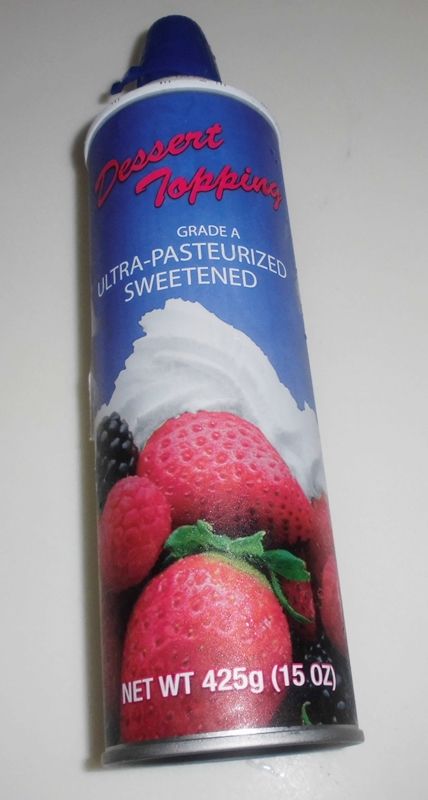 Dessert
Topping
GRADE A
ULTRA-PASTEURIZED
SWEETENED
NET WT 425g (15 OZ)